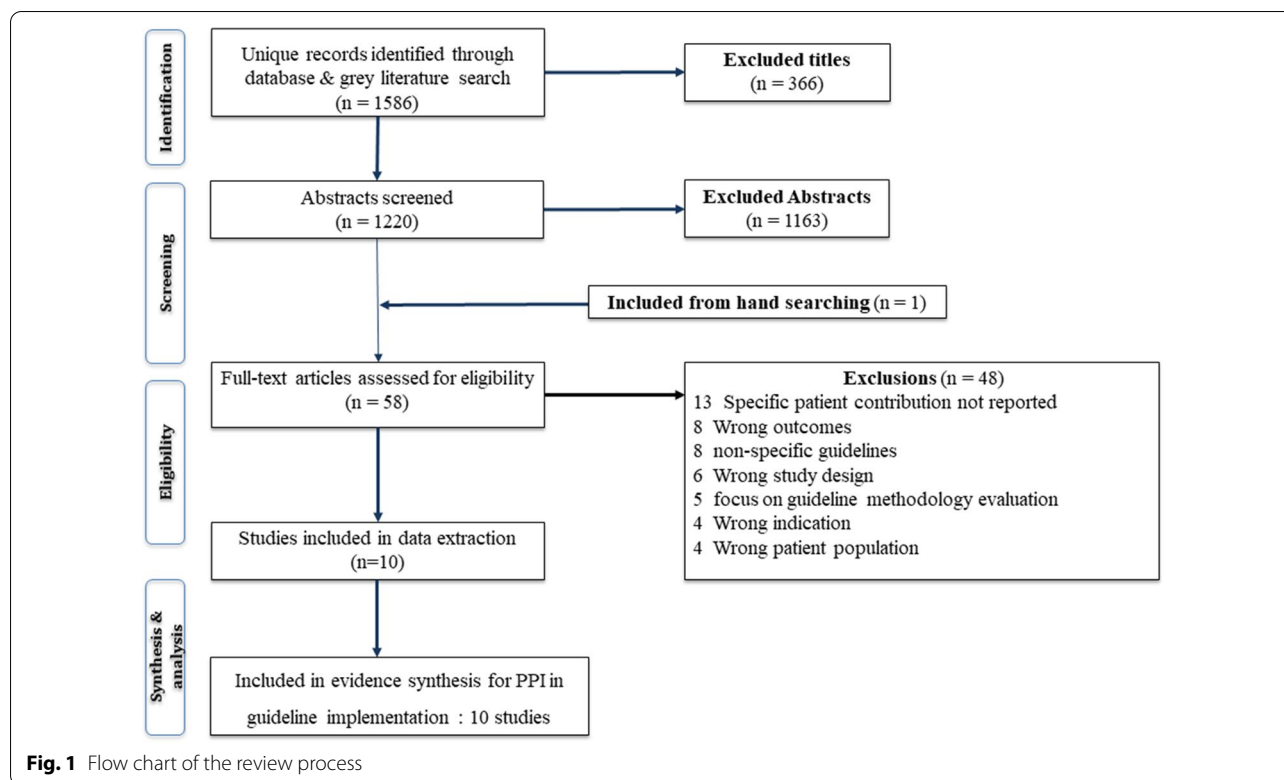 Identification
Unique records identified through
database & grey literature search
(n = 1586)
Excluded titles
(n = 366)
Screening
Abstracts screened
(n = 1220)
Excluded Abstracts
(n = 1163)
Included from hand searching (n = 1)
Eligibility
Full-text articles assessed for eligibility
(n = 58)
Exclusions (n = 48)
13 Specific patient contribution not reported
8 Wrong outcomes
8 non-specific guidelines
6 Wrong study design
5 focus on guideline methodology evaluation
4 Wrong indication
4 Wrong patient population
Studies included in data extraction
(n=10)
Synthesis &
analysis
Included in evidence synthesis for PPI in
guideline implementation : 10 studies
Fig. 1 Flow chart of the review process